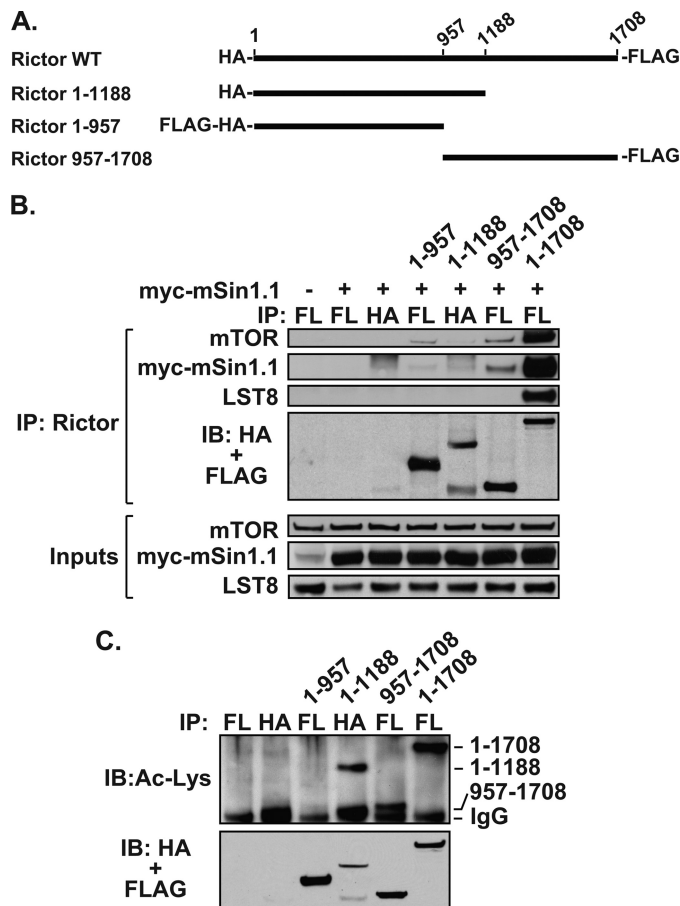 A.
1 957 1188 1708
Rictor WT HA- -FLAG
Rictor 1-1188 HA-
Rictor 1-957 FLAG-HA-
Rictor 957-1708 -FLAG
B.
1-957 1-1188 957-1708 1-1708
myc-mSin1.1 - + + + + + +
IP: FL FL HA FL HA FL FL
IP: Rictor
mTOR
myc-mSin1.1
LST8
IB: HA
+
FLAG
Inputs
mTOR
myc-mSin1.1
LST8
C.
1-957 1-1188 957-1708 1-1708
IP: FL HA FL HA FL FL
IB:Ac-Lys
1-1708
1-1188
957-1708
IgG
IB: HA
+
FLAG